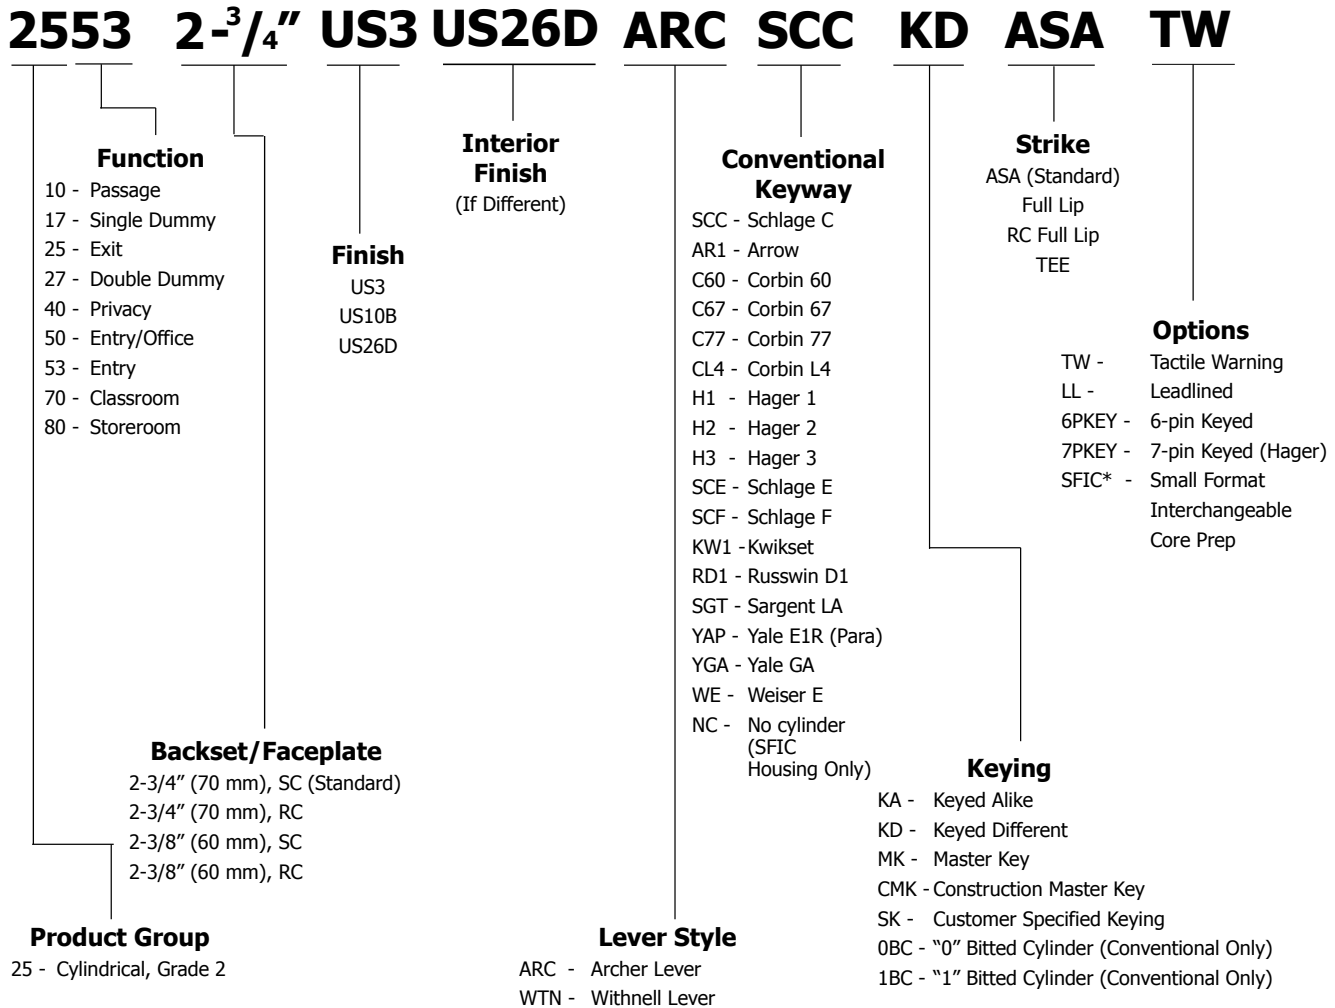 2553 2-3/4” US3 US26D ARC SCC KD ASA TW
Function
10 - Passage
17 - Single Dummy
25 - Exit
27 - Double Dummy
40 - Privacy
50 - Entry/Office
53 - Entry
70 - Classroom
80 - Storeroom
Interior
Finish
(If Different)
Finish
US3
US10B
US26D
Conventional
Keyway
SCC - Schlage C
AR1 - Arrow
C60 - Corbin 60
C67 - Corbin 67
C77 - Corbin 77
CL4 - Corbin L4
H1 - Hager 1
H2 - Hager 2
H3 - Hager 3
SCE - Schlage E
SCF - Schlage F
KW1 - Kwikset
RD1 - Russwin D1
SGT - Sargent LA
YAP - Yale E1R (Para)
YGA - Yale GA
WE - Weiser E
NC - No cylinder
(SFIC
Housing Only)
Strike
ASA (Standard)
Full Lip
RC Full Lip
TEE
Options
TW - Tactile Warning
LL - Leadlined
6PKEY - 6-pin Keyed
7PKEY - 7-pin Keyed (Hager)
SFIC* - Small Format
Interchangeable
Core Prep
Backset/Faceplate
2-3/4” (70 mm), SC (Standard)
2-3/4” (70 mm), RC
2-3/8” (60 mm), SC
2-3/8” (60 mm), RC
Keying
KA - Keyed Alike
KD - Keyed Different
MK - Master Key
CMK - Construction Master Key
SK - Customer Specified Keying
0BC - “0” Bitted Cylinder (Conventional Only)
1BC - “1” Bitted Cylinder (Conventional Only)
Product Group
25 - Cylindrical, Grade 2
Lever Style
ARC - Archer Lever
WTN - Withnell Lever